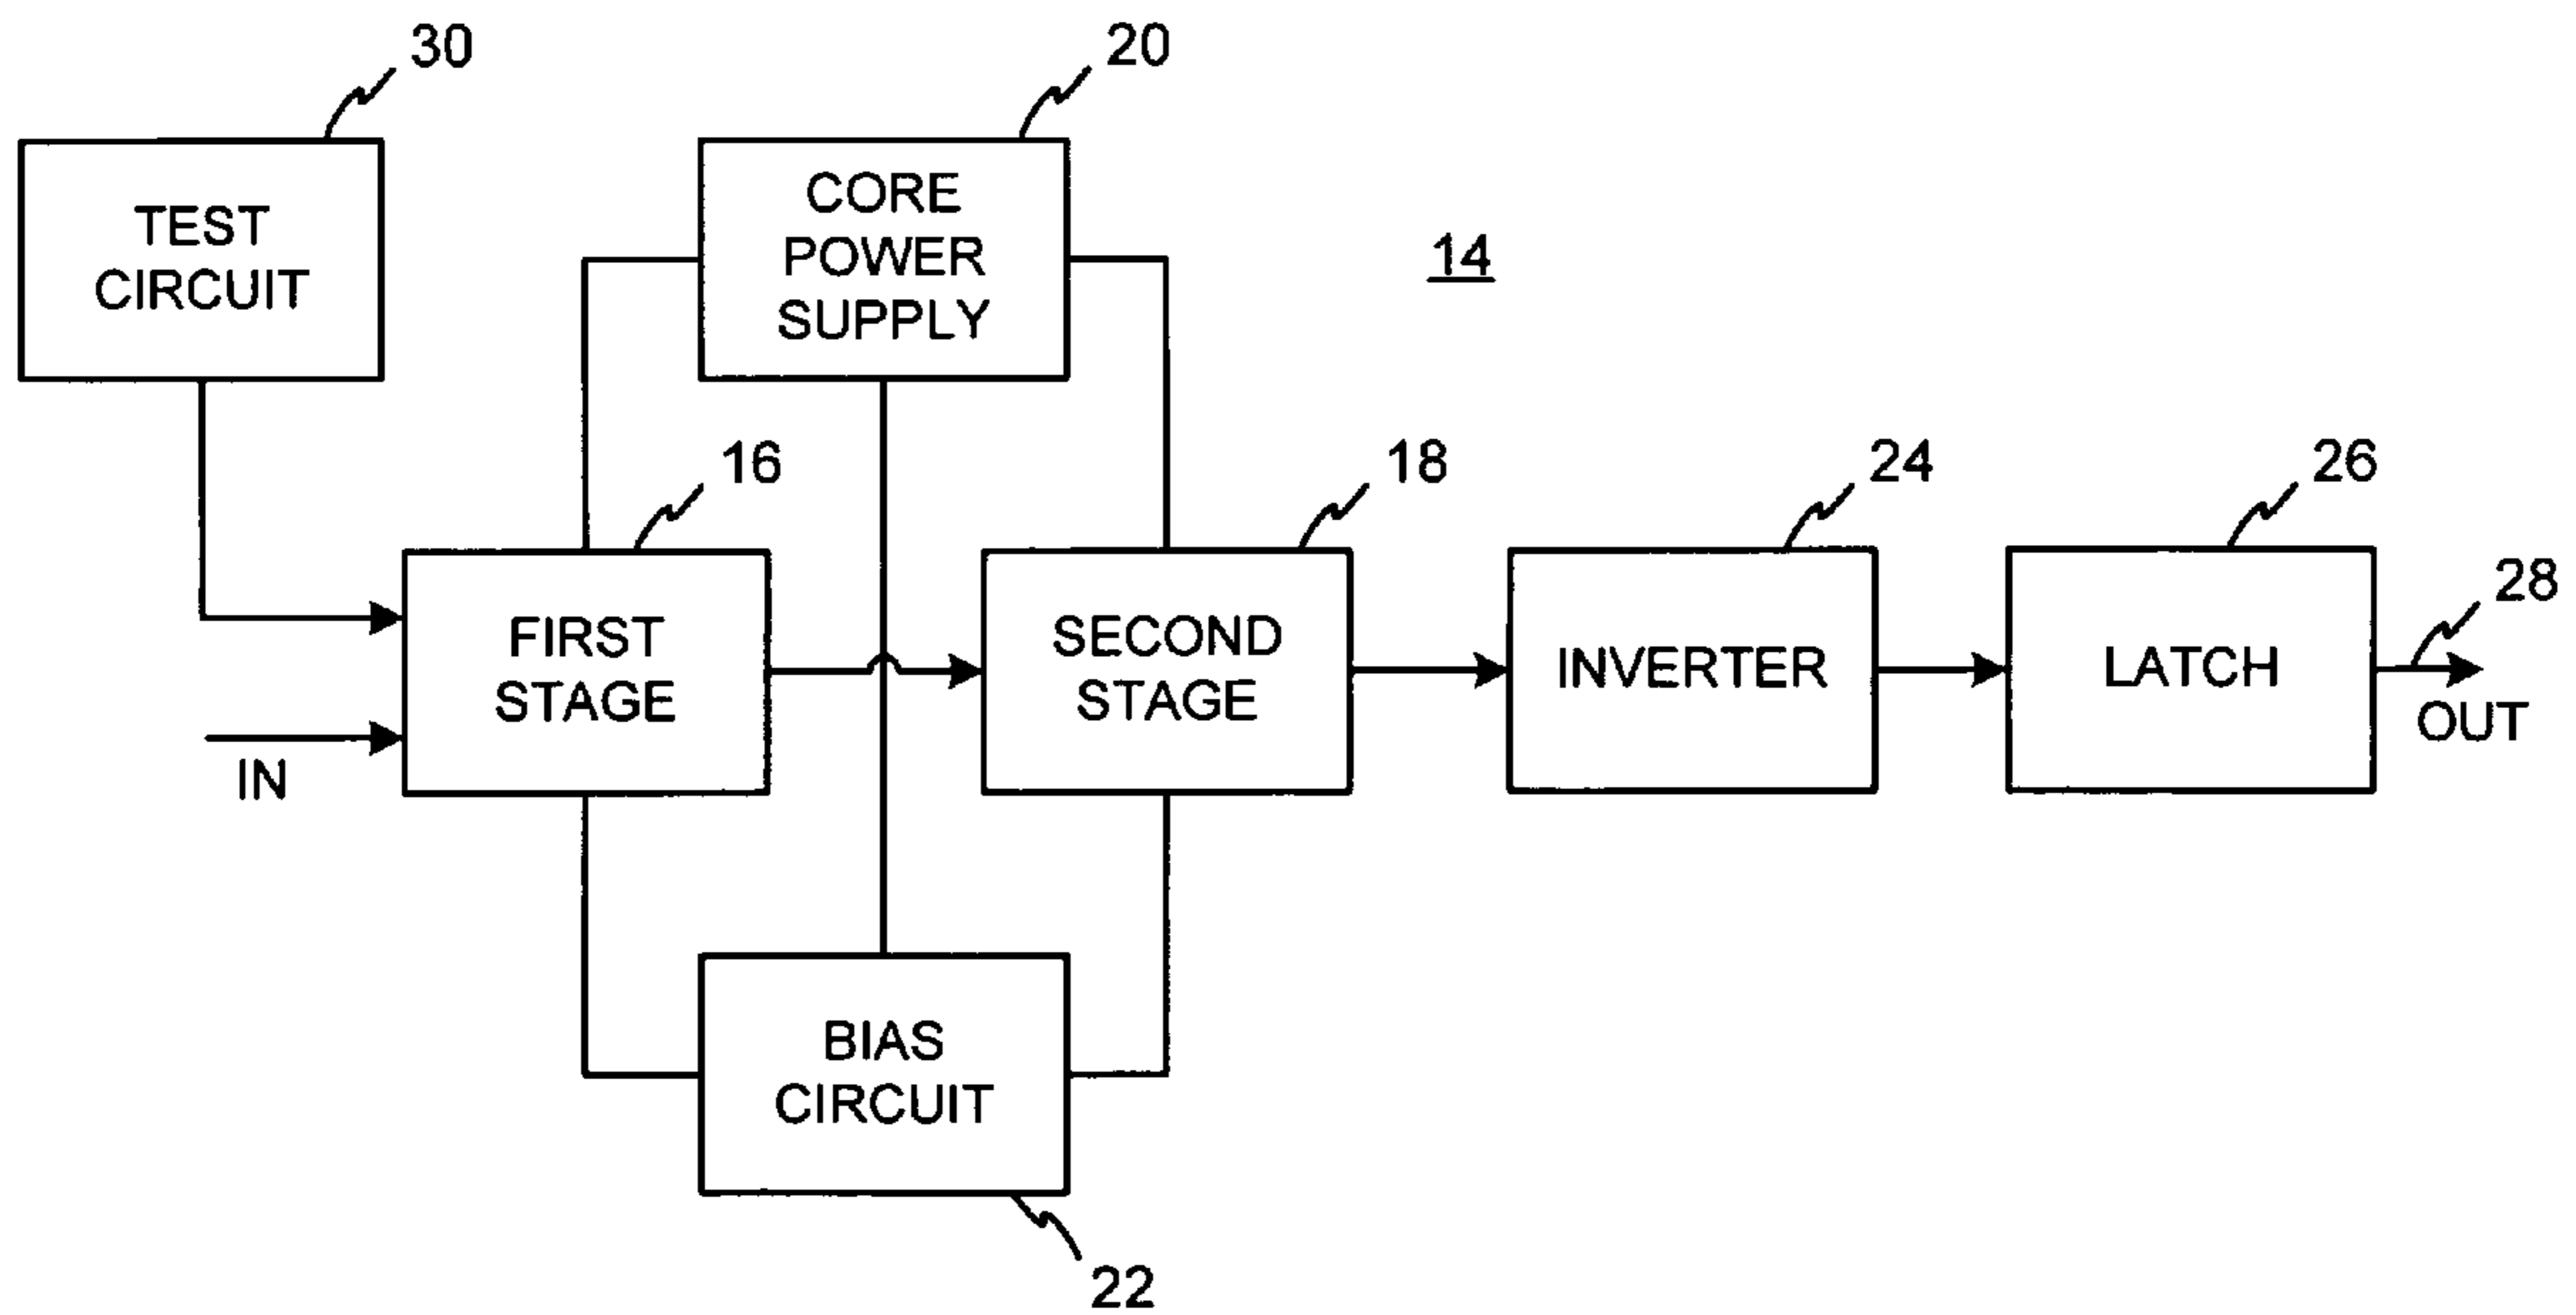 30
20
TEST
CIRCUIT
CORE
POWER
SUPPLY
14
16
18
24
26
28
FIRST
STAGE
SECOND
STAGE
INVERTER
LATCH
IN
OUT
BIAS
CIRCUIT
22